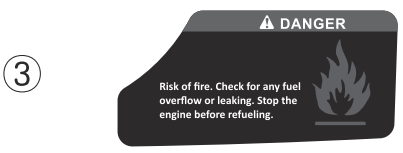 ⚠ DANGER
③
Risk of fire. Check for any fuel
overflow or leaking. Stop the
engine before refueling.